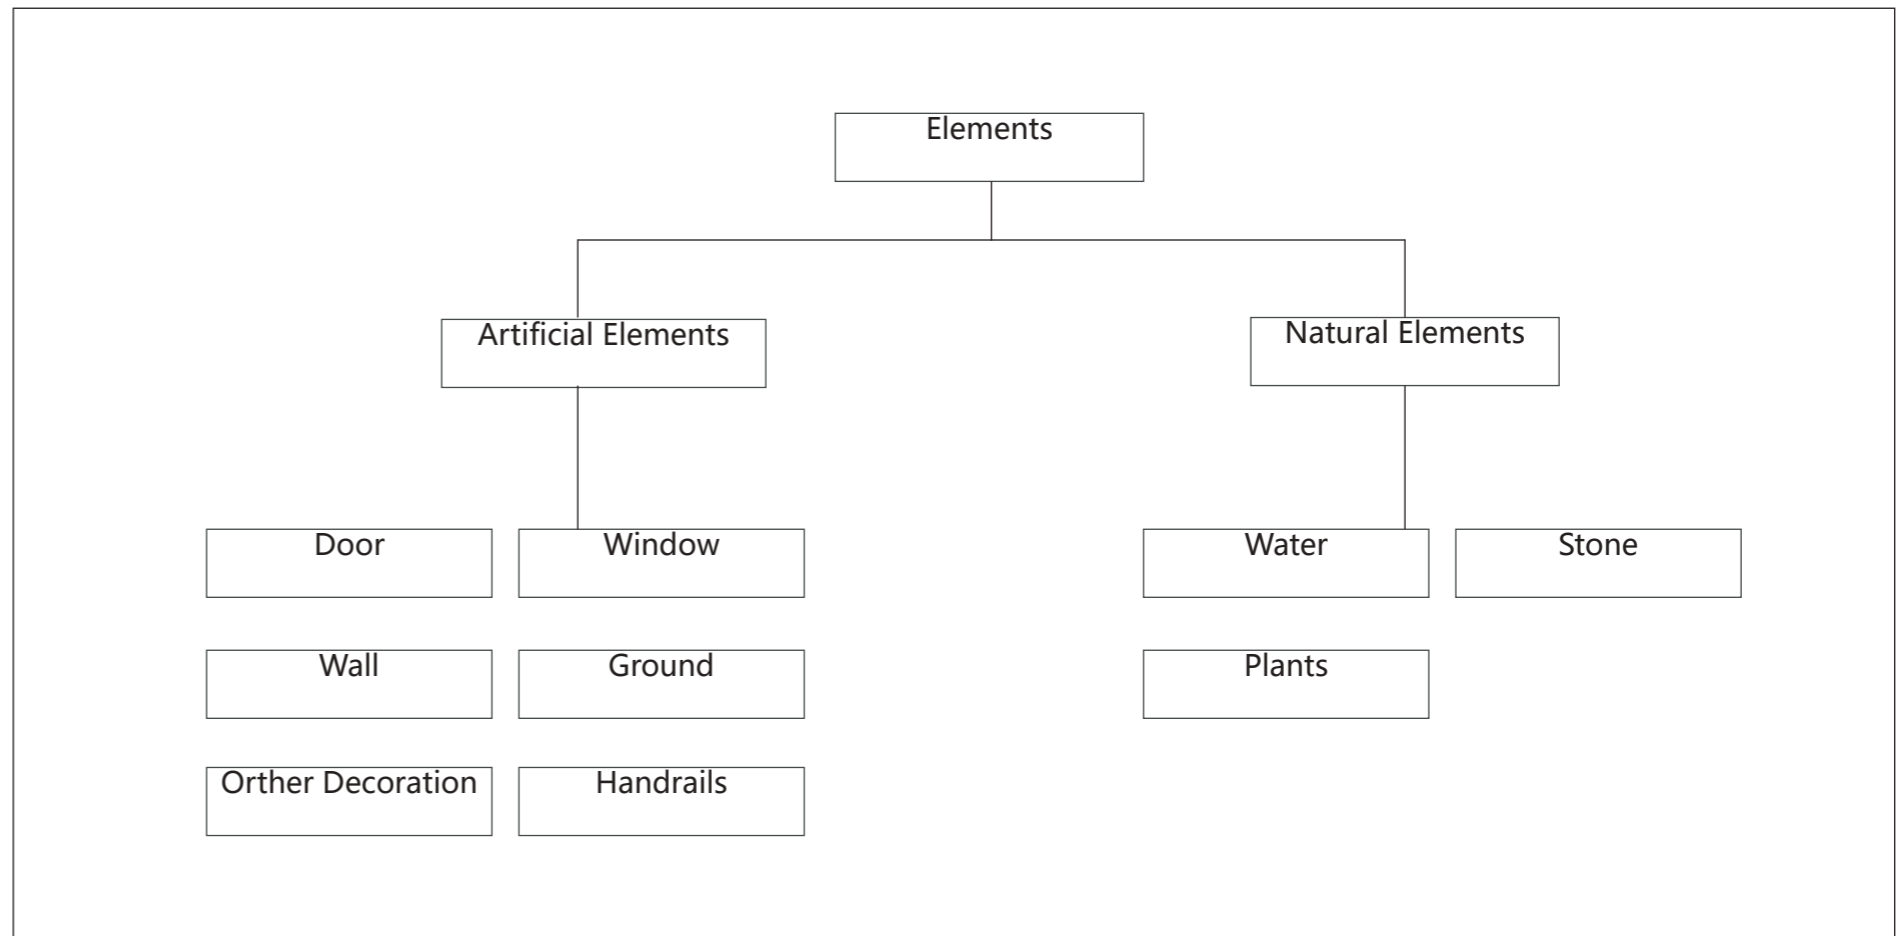 Elements
Artificial Elements
Natural Elements
Door
Window
Water
Stone
Wall
Ground
Plants
Orther Decoration
Handrails